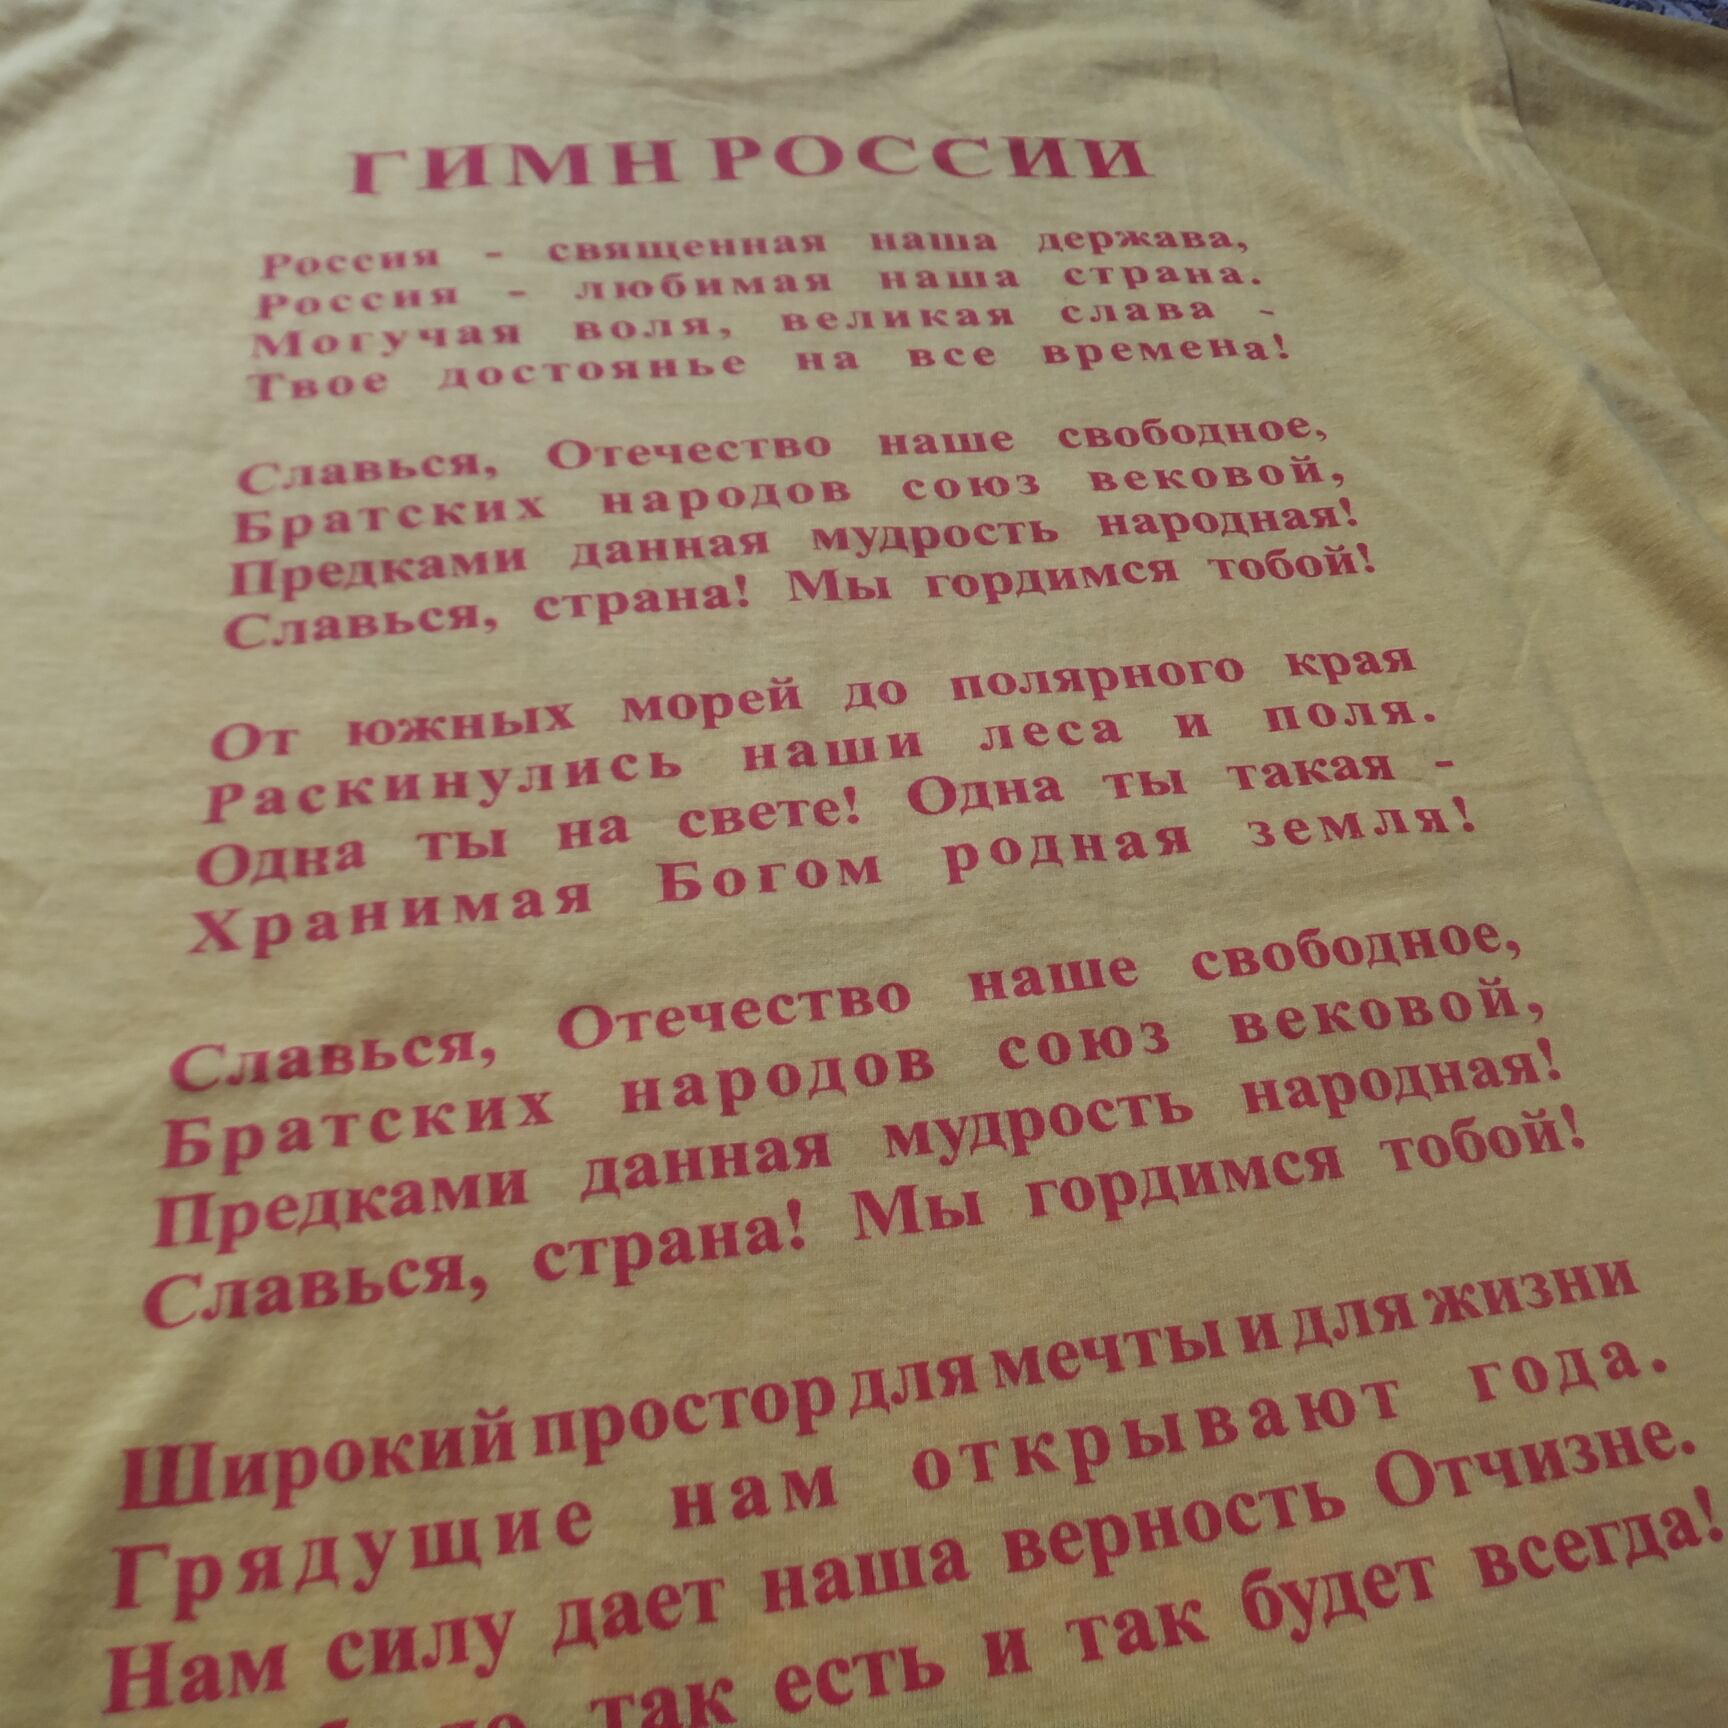 ГИМН РОССИИ
Россия - священная наша держава,
Россия - любимая наша страна.
Могучая воля, великая слава -
Твое достоянье на все времена!
Славься, Отечество наше свободное,
Братских народов союз вековой,
Предками данная мудрость народная!
Славься, страна! Мы гордимся тобой!
От южных морей до полярного края
Раскинулись наши леса и поля.
Одна ты на свете! Одна ты такая -
Хранимая Богом родная земля!
Славься, Отечество наше свободное,
Братских народов союз вековой,
Предками данная мудрость народная!
Славься, страна! Мы гордимся тобой!
Широкий простор для мечты и для жизни
Грядущие нам открывают года.
Нам силу дает наша верность Отчизне.
так есть и так будет всегда!